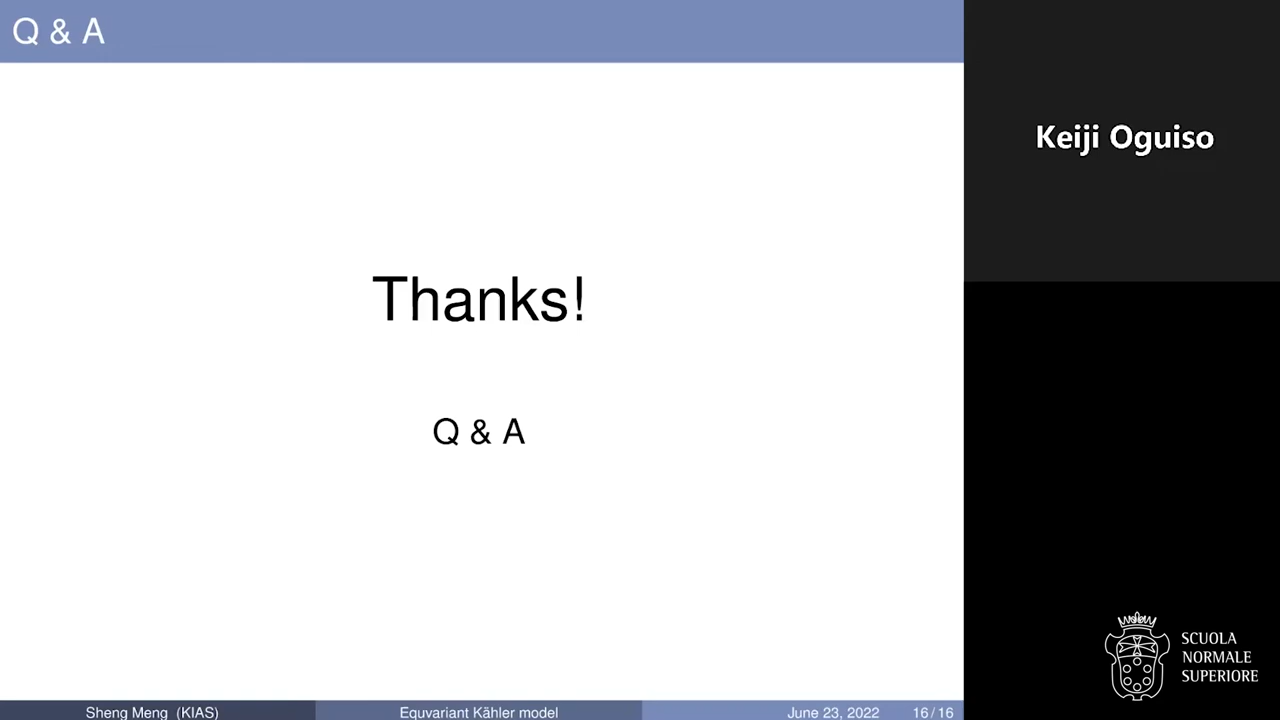 Q & A
Thanks!
Q & A
Sheng Meng (KIAS)
Equvariant Kähler model
June 23, 2022
16 / 16
Keiji Oguiso
SCUOLA
NORMALE
SUPERIORE